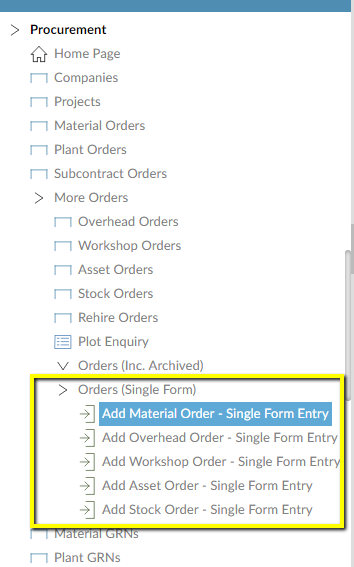 Procurement
Home Page
Companies
Projects
Material Orders
Plant Orders
Subcontract Orders
More Orders
Overhead Orders
Workshop Orders
Asset Orders
Stock Orders
Rehire Orders
Plot Enquiry
Orders (Inc. Archived)
Orders (Single Form)
Add Material Order - Single Form Entry
Add Overhead Order - Single Form Entry
Add Workshop Order - Single Form Entry
Add Asset Order - Single Form Entry
Add Stock Order - Single Form Entry
Material GRNs
Plant GRNs